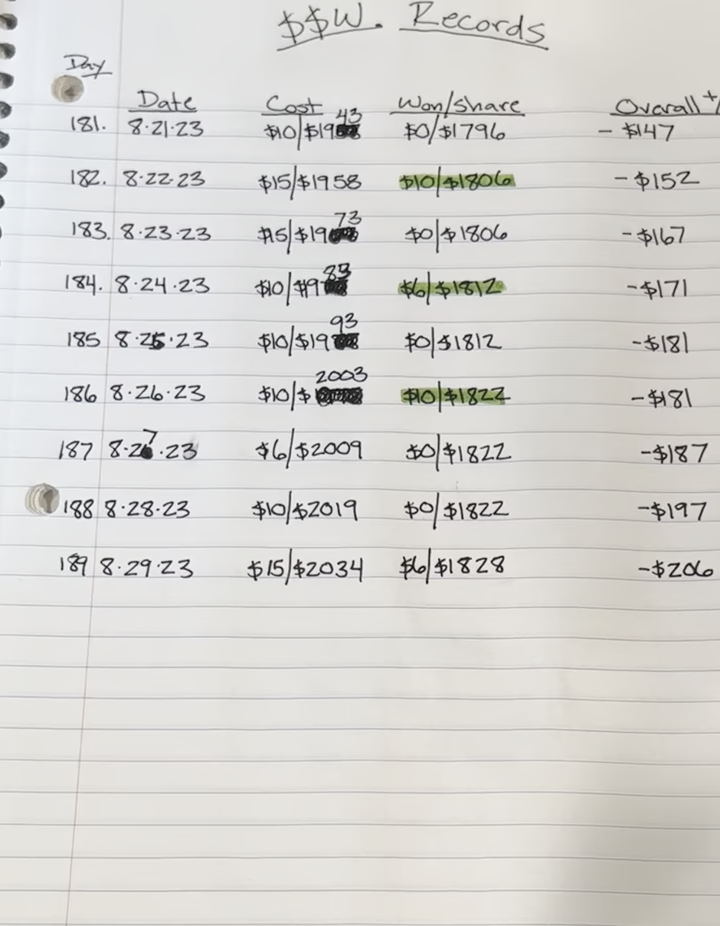 $$W. Records
Day Date Cost Won/Share Overall +/
181. 8.21.23 $10/$1943 $0/$1796 - $147
182. 8.22.23 $15/$1958 $10/$1806 - $152
183. 8.23.23 $15/$1973 $0/$1806 -$167
184. 8.24.23 $10/$1983 $6/$1812 -$171
185 8.25.23 $10/$1993 $0/$1812 -$181
186 8.26.23 $10/$2003 $10/$1822 -$181
187 8.27.23 $6/$2009 $0/$1822 -$187
188 8.28.23 $10/$2019 $0/$1822 -$197
189 8.29.23 $15/$2034 $6/$1828 -$206